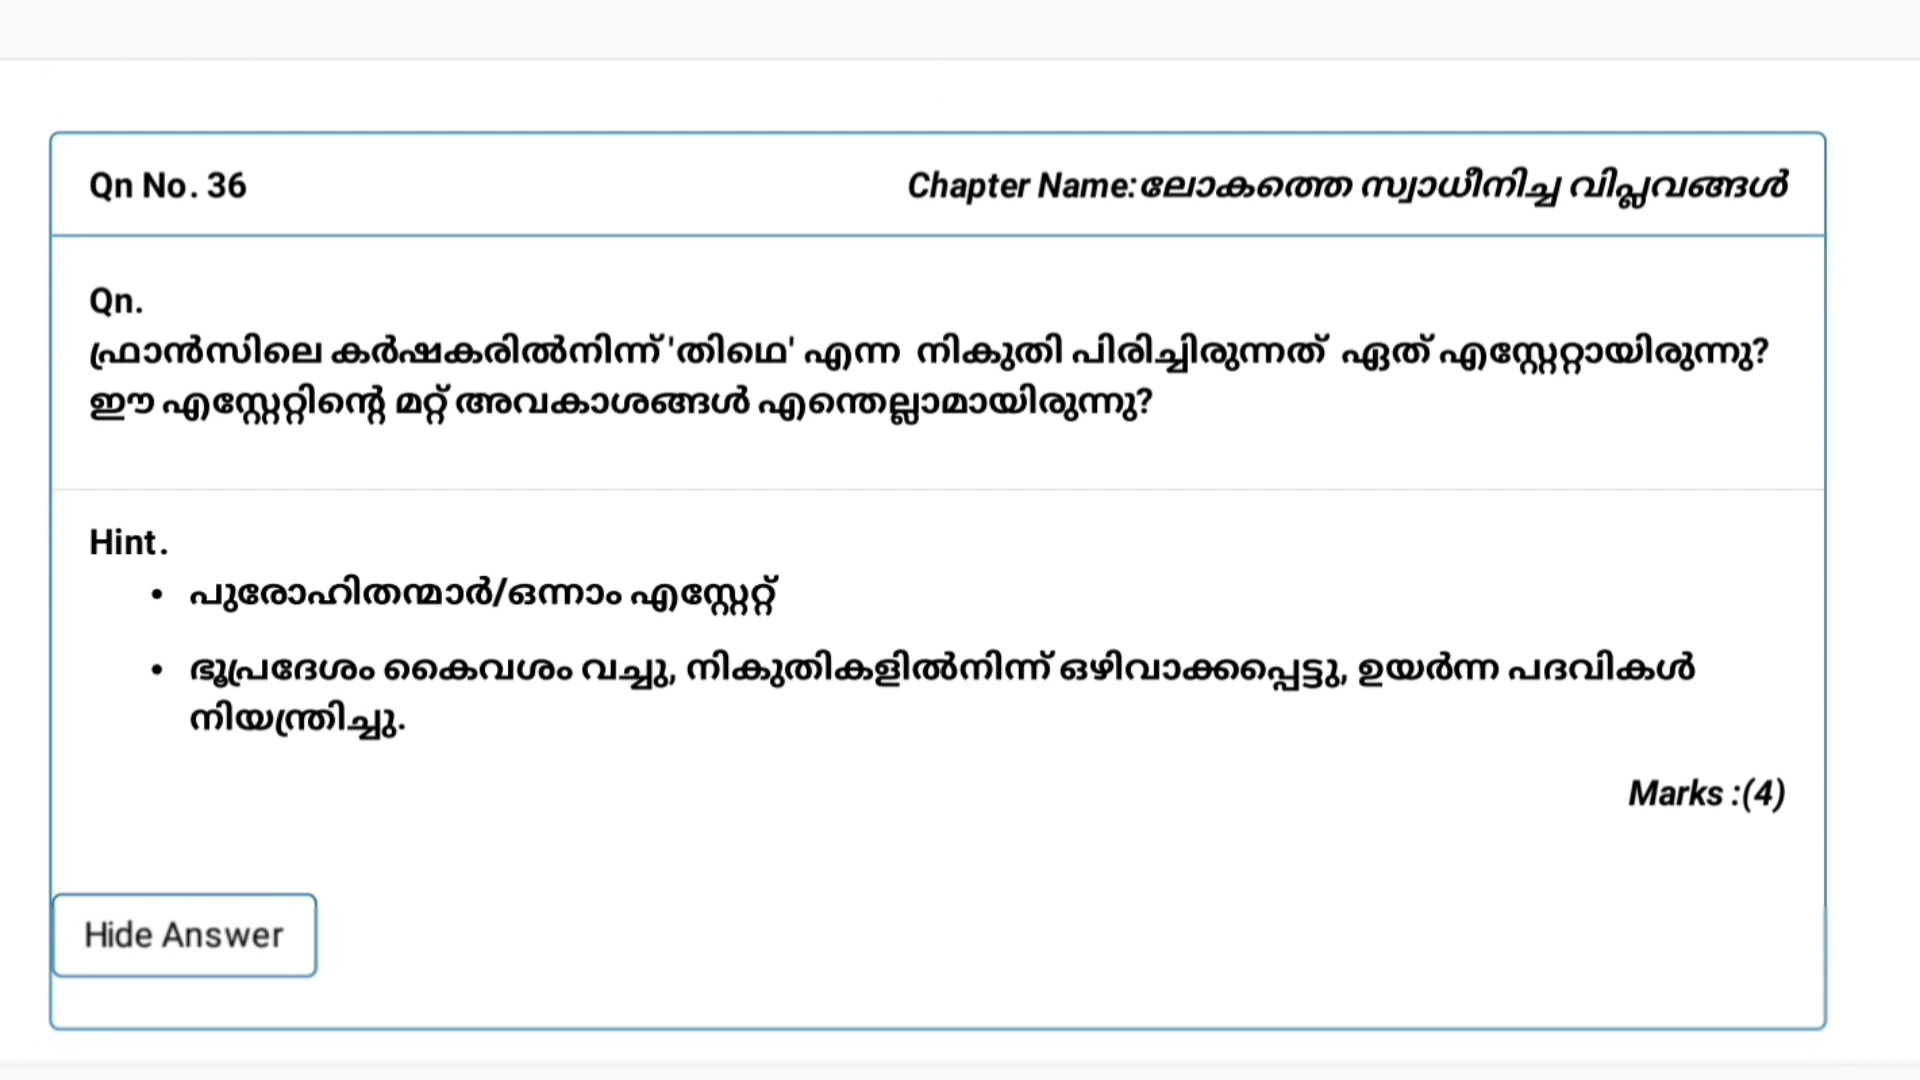 Qn No. 36
Chapter Name:ലോകത്തെ സ്വാധീനിച്ച വിപ്ലവങ്ങൾ
Qn.
ഫ്രാൻസിലെ കർഷകരിൽനിന്ന് 'തിഥെ' എന്ന നികുതി പിരിച്ചിരുന്നത് ഏത് എസ്റ്റേറ്റായിരുന്നു?
ഈ എസ്റ്റേറ്റിന്റെ മറ്റ് അവകാശങ്ങൾ എന്തെല്ലാമായിരുന്നു?
Hint.
• പുരോഹിതന്മാർ/ഒന്നാം എസ്റ്റേറ്റ്
• ഭൂപ്രദേശം കൈവശം വച്ചു, നികുതികളിൽനിന്ന് ഒഴിവാക്കപ്പെട്ടു, ഉയർന്ന പദവികൾ
നിയന്ത്രിച്ചു.
Marks :(4)
Hide Answer